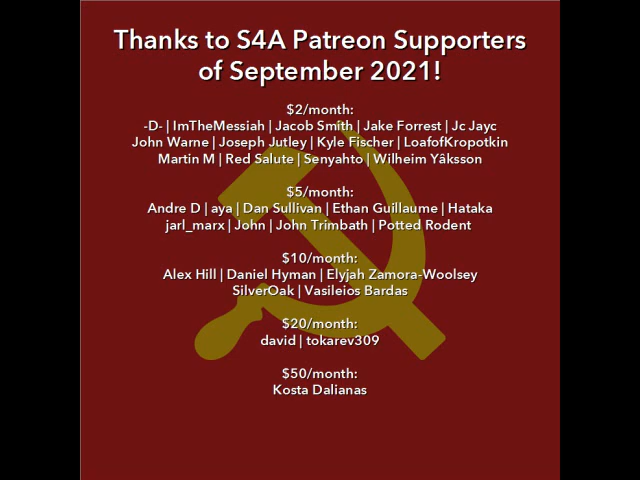 Thanks to S4A Patreon Supporters
of September 2021!
$2/month:
-D- | ImTheMessiah | Jacob Smith | Jake Forrest | Jc Jayc
John Warne | Joseph Jutley | Kyle Fischer | LoafofKropotkin
Martin M | Red Salute | Senyahto | Wilheim Yâksson
$5/month:
Andre D | aya | Dan Sullivan | Ethan Guillaume | Hataka
jarl_marx | John | John Trimbath | Potted Rodent
$10/month:
Alex Hill | Daniel Hyman | Elyjah Zamora-Woolsey
SilverOak | Vasileios Bardas
$20/month:
david | tokarev309
$50/month:
Kosta Dalianas